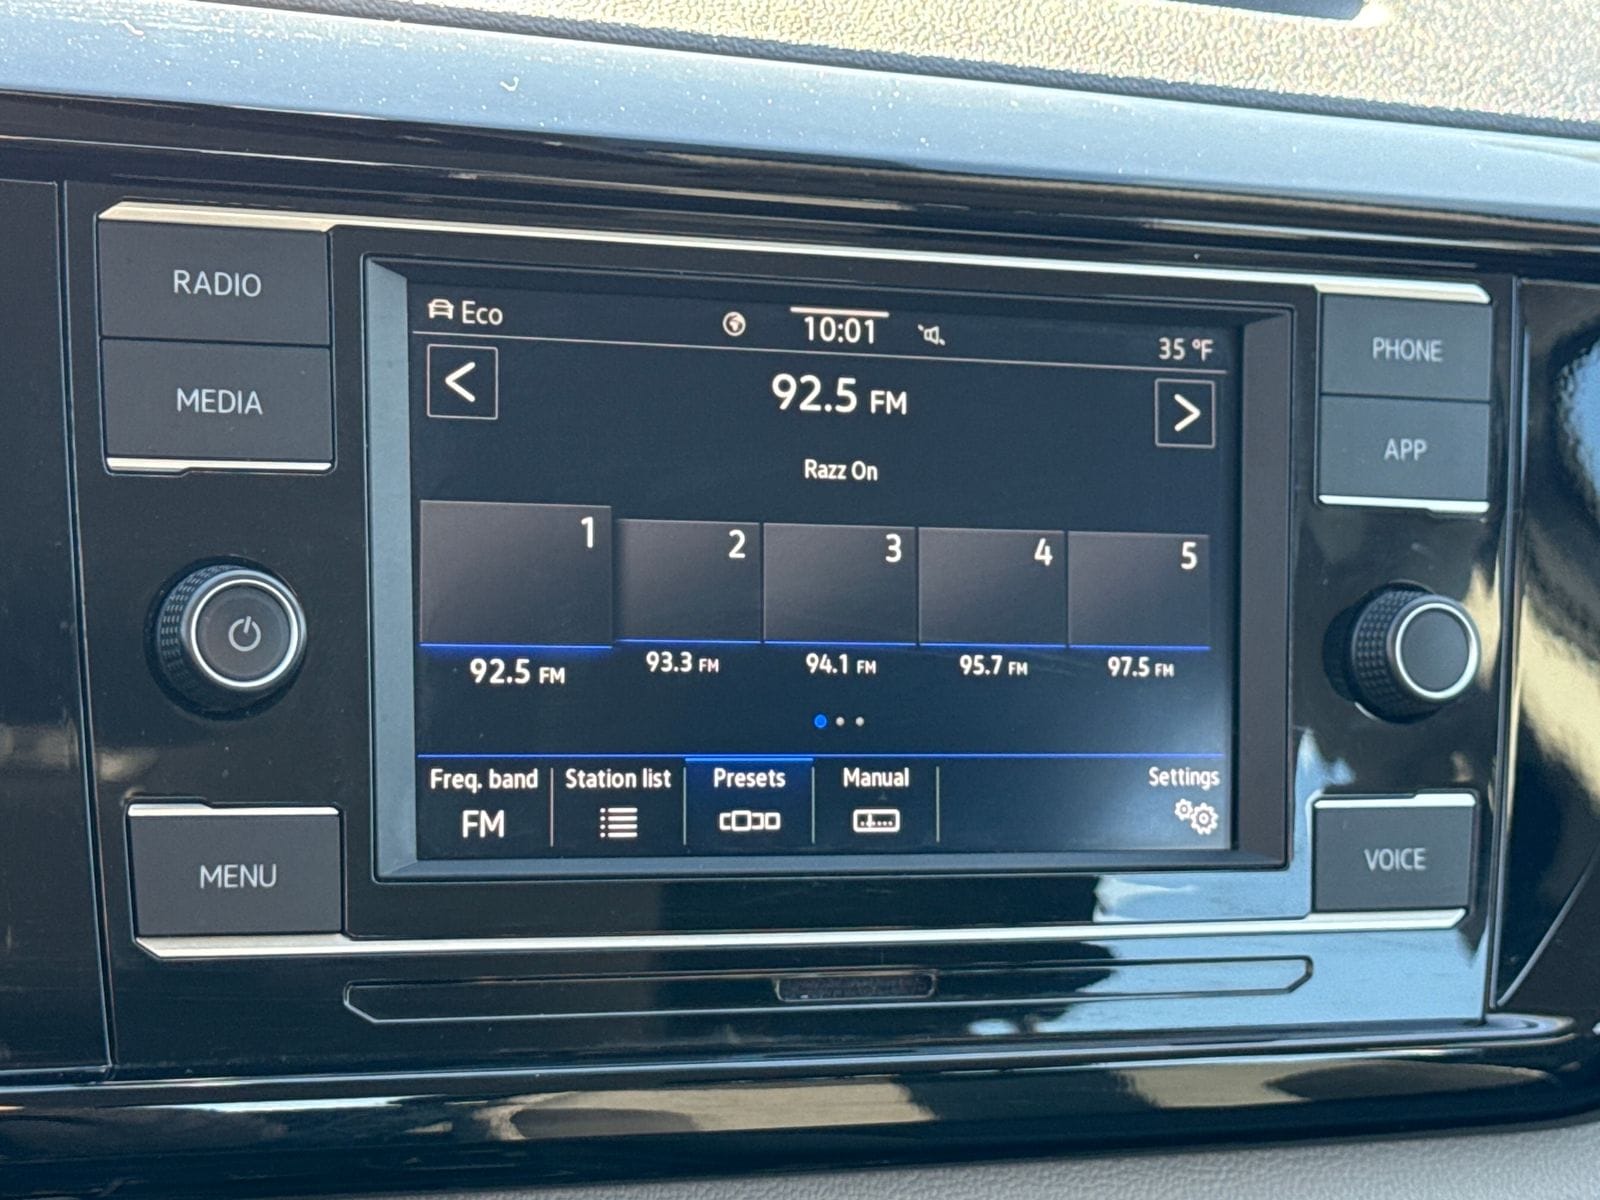 RADIO
MEDIA
MENU
Eco
10:01
35 °F
92.5 FM
Razz On
1
2
3
4
5
92.5 FM
93.3 FM
94.1 FM
95.7 FM
97.5 FM
Freq. band
FM
Station list
Presets
Manual
Settings
PHONE
APP
VOICE